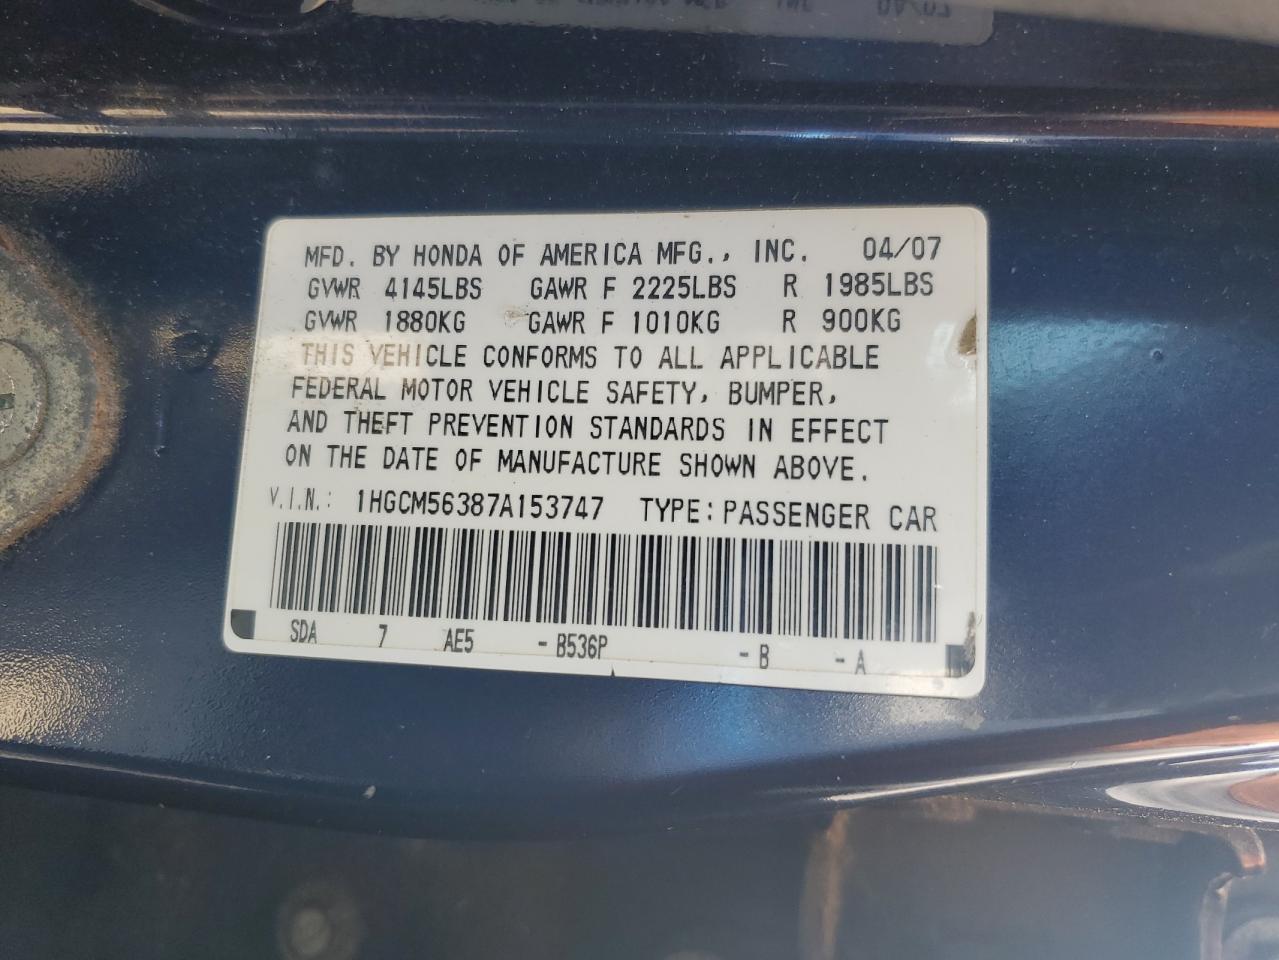 MFD. BY HONDA OF AMERICA MFG., INC. 04/07
GVWR 4145LBS GAWR F 2225LBS R 1985LBS
GVWR 1880KG GAWR F 1010KG R 900KG
THIS VEHICLE CONFORMS TO ALL APPLICABLE
FEDERAL MOTOR VEHICLE SAFETY, BUMPER,
AND THEFT PREVENTION STANDARDS IN EFFECT
ON THE DATE OF MANUFACTURE SHOWN ABOVE.
V.I.N.: 1HGCM56387A153747 TYPE: PASSENGER CAR
SDA 7 AE5 - B536P - B - A